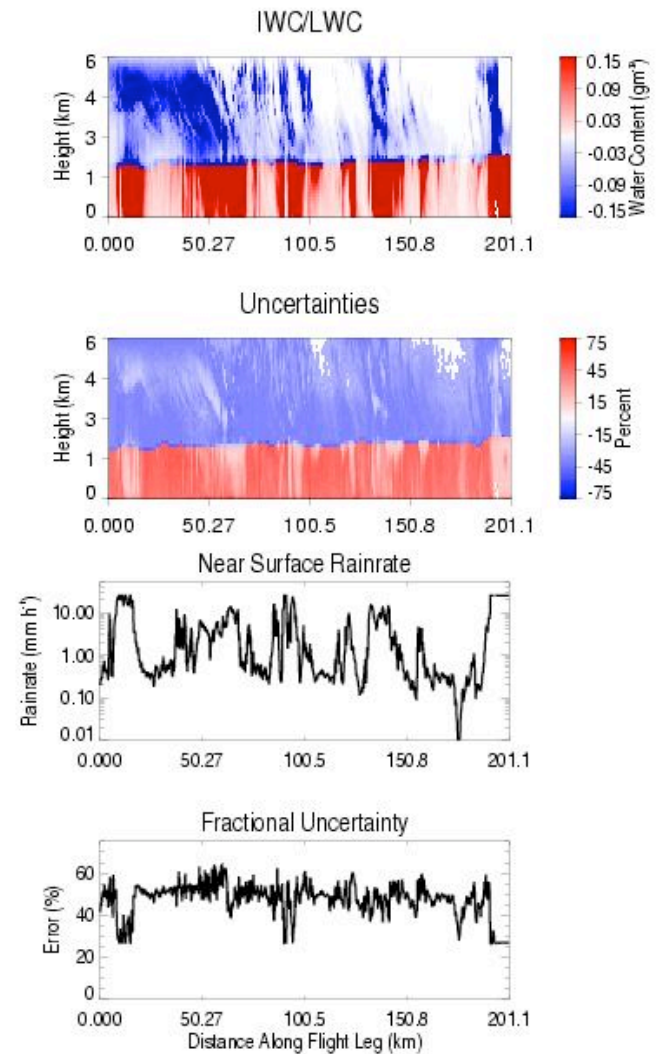 IWC/LWC
6
4
3
1
0
Height (km)
0.000 50.27 100.5 150.8 201.1
0.15
0.09
0.03
-0.03
-0.09
-0.15
Water Content (gm³)
Uncertainties
6
4
3
1
0
Height (km)
0.000 50.27 100.5 150.8 201.1
75
45
15
-15
-45
-75
Percent
Near Surface Rainrate
10.00
1.00
0.10
0.01
Rainrate (mm h¹)
0.000 50.27 100.5 150.8 201.1
Fractional Uncertainty
60
40
20
0
Error (%)
0.000 50.27 100.5 150.8 201.1
Distance Along Flight Leg (km)